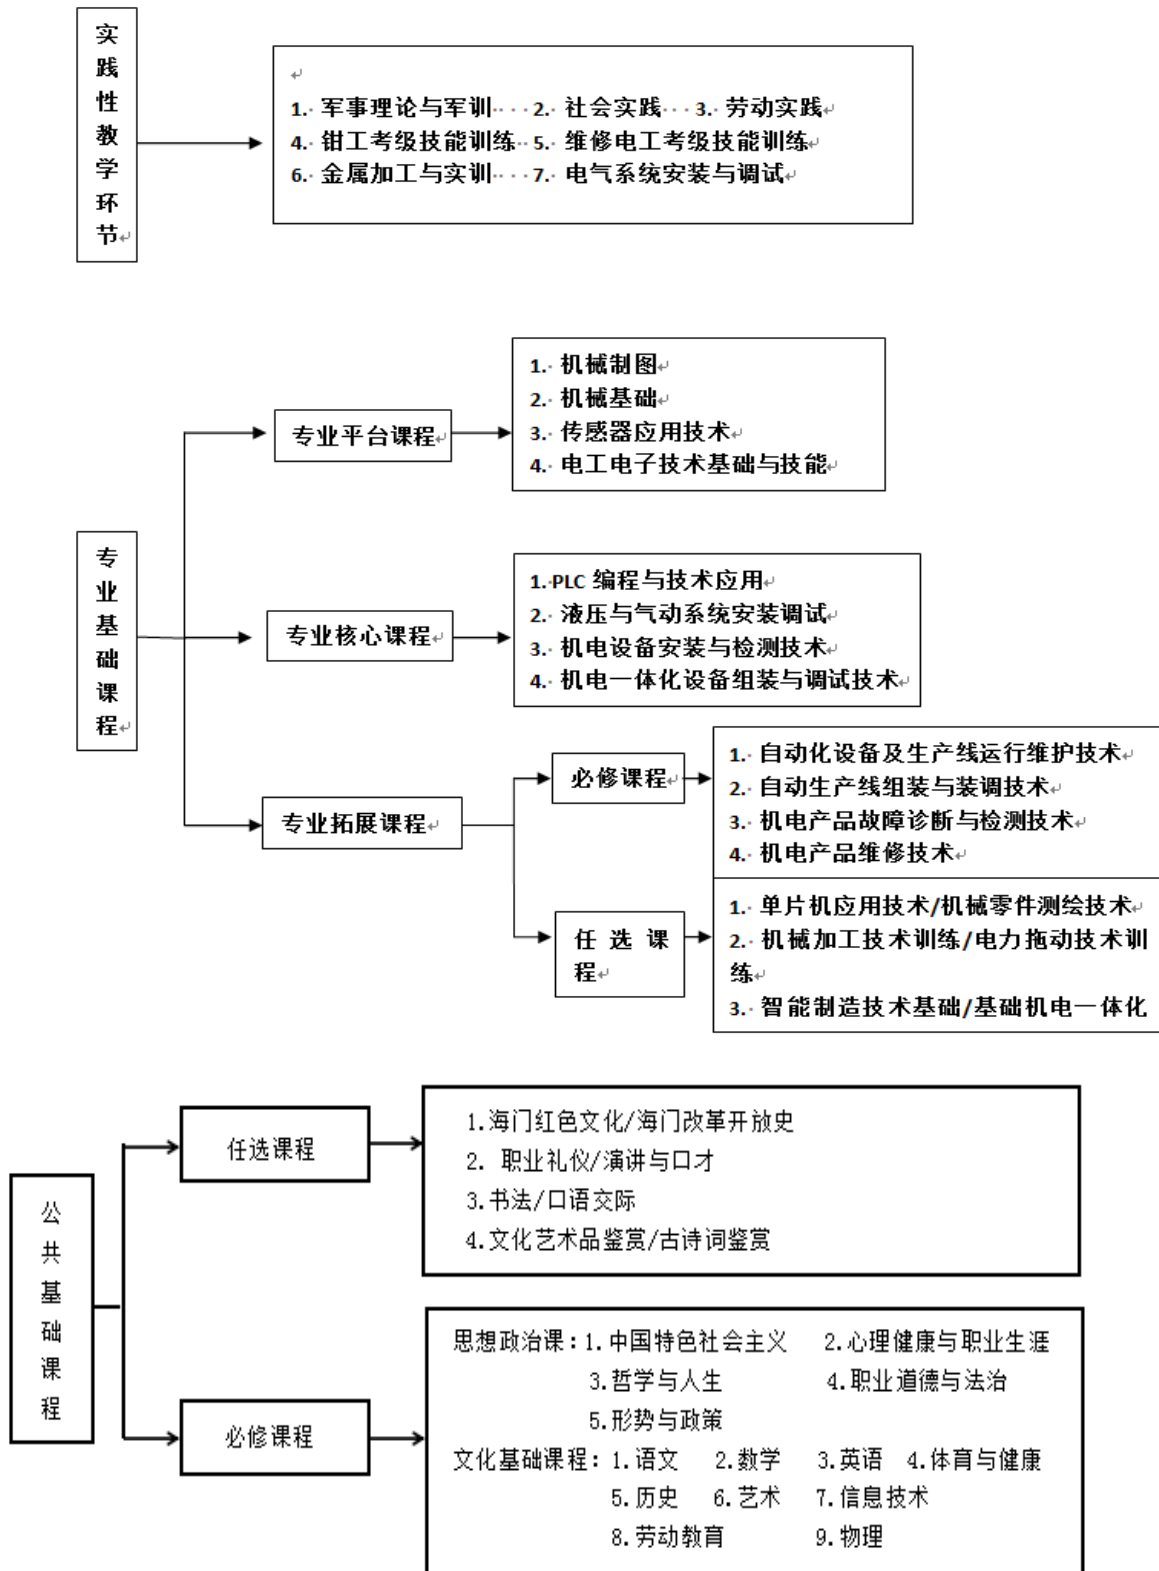 实践性教学环节
1. 军事理论与军训 2. 社会实践 3. 劳动实践
4. 钳工考级技能训练 5. 维修电工考级技能训练
6. 金属加工与实训 7. 电气系统安装与调试
专业基础课程
专业平台课程
1. 机械制图
2. 机械基础
3. 传感器应用技术
4. 电工电子技术基础与技能
专业核心课程
1.PLC 编程与技术应用
2. 液压与气动系统安装调试
3. 机电设备安装与检测技术
4. 机电一体化设备组装与调试技术
专业拓展课程
必修课程
1. 自动化设备及生产线运行维护技术
2. 自动生产线组装与装调技术
3. 机电产品故障诊断与检测技术
4. 机电产品维修技术
任选课
程
1. 单片机应用技术/机械零件测绘技术
2. 机械加工技术训练/电力拖动技术训
练
3. 智能制造技术基础/基础机电一体化
公共基础课程
任选课程
1.海门红色文化/海门改革开放史
2. 职业礼仪/演讲与口才
3.书法/口语交际
4.文化艺术品鉴赏/古诗词鉴赏
必修课程
思想政治课：1.中国特色社会主义 2.心理健康与职业生涯
3.哲学与人生 4.职业道德与法治
5.形势与政策
文化基础课程：1.语文 2.数学 3.英语 4.体育与健康
5.历史 6.艺术 7.信息技术
8.劳动教育 9.物理